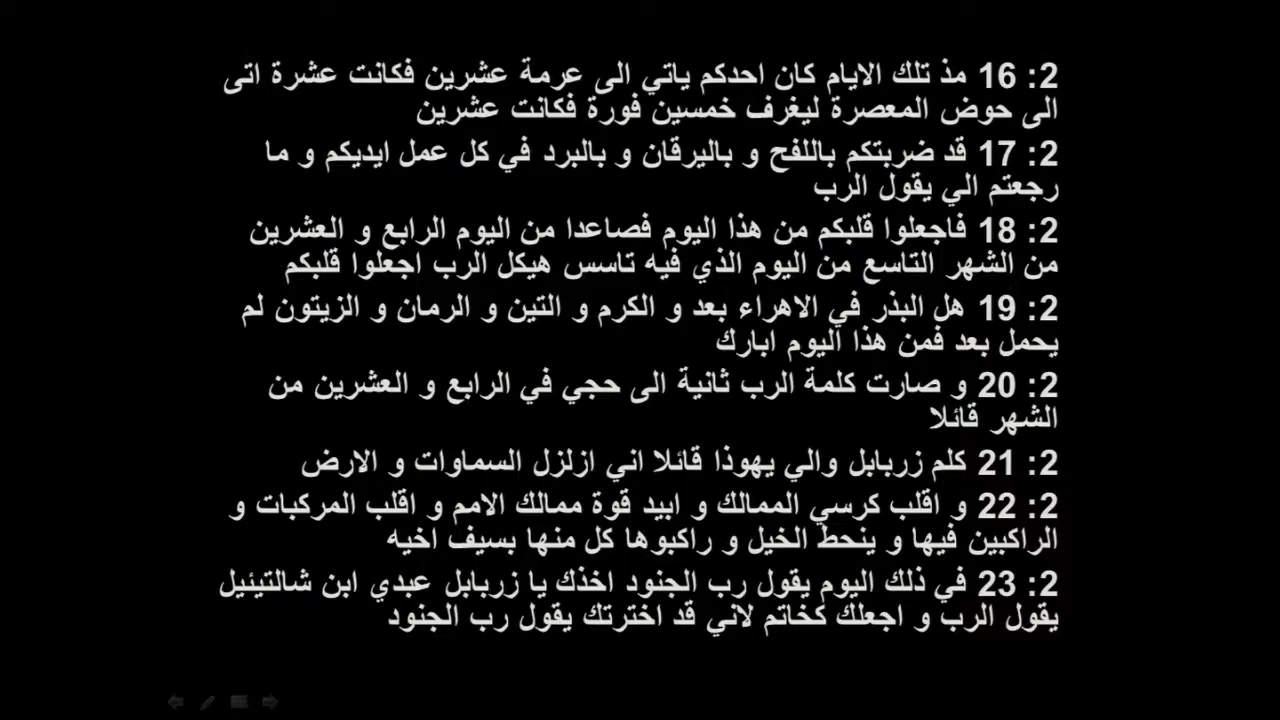 2: 16 مذ تلك الايام كان احدكم ياتي الى عرمة عشرين فكانت عشرة اتى
الى حوض المعصرة ليغرف خمسين فورة فكانت عشرين
2: 17 قد ضربتكم باللفح و باليرقان و بالبرد في كل عمل ايديكم و ما
رجعتم الي يقول الرب
2: 18 فاجعلوا قلبكم من هذا اليوم فصاعدا من اليوم الرابع و العشرين
من الشهر التاسع من اليوم الذي فيه تاسس هيكل الرب اجعلوا قلبكم
2: 19 هل البذر في الاهراء بعد و الكرم و التين و الرمان و الزيتون لم
يحمل بعد فمن هذا اليوم ابارك
2: 20 و صارت كلمة الرب ثانية الى حجي في الرابع و العشرين من
الشهر قائلا
2: 21 كلم زربابل والي يهوذا قائلا اني ازلزل السماوات و الارض
2: 22 و اقلب كرسي الممالك و ابيد قوة ممالك الامم و اقلب المركبات و
الراكبين فيها و ينحط الخيل و راكبوها كل منها بسيف اخيه
2: 23 في ذلك اليوم يقول رب الجنود اخذك يا زربابل عبدي ابن شالتيئيل
يقول الرب و اجعلك كخاتم لاني قد اخترتك يقول رب الجنود